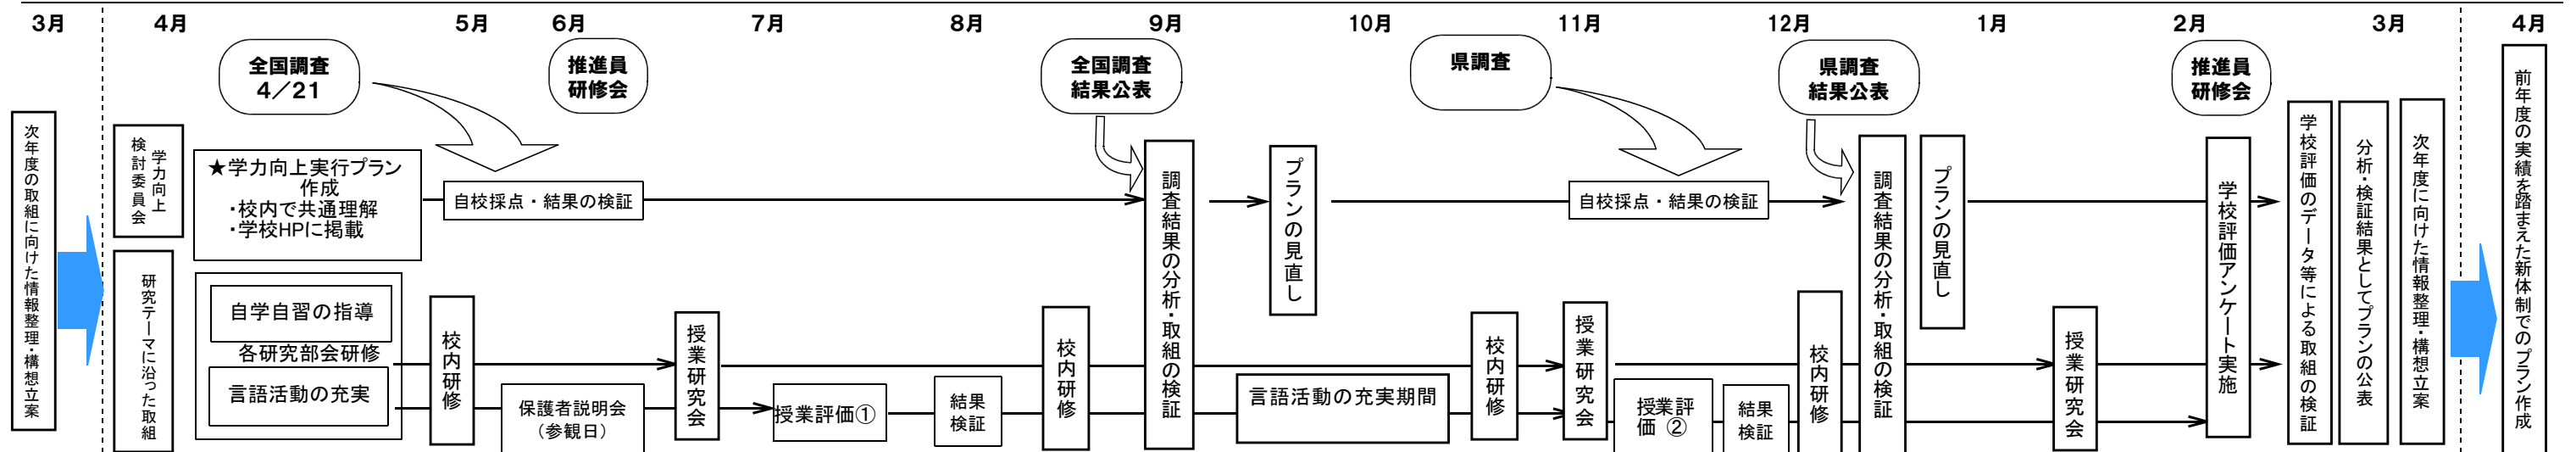 3月
4月
5月
6月
7月
8月
9月
10月
11月
12月
1月
2月
3月
4月
全国調査
4／21
推進員
研修会
全国調査
結果公表
県調査
県調査
結果公表
推進員
研修会
次年度の取組に向けた情報整理・構想立案
学力向上
検討委員会
★学力向上実行プラン
作成
・校内で共通理解
・学校HPに掲載
自校採点・結果の検証
調査結果の分析・取組の検証
プランの見直し
自校採点・結果の検証
調査結果の分析・取組の検証
プランの見直し
学校評価アンケート実施
学校評価のデータ等による取組の検証
分析・検証結果としてプランの公表
次年度に向けた情報整理・構想立案
前年度の実績を踏まえた新体制でのプラン作成
研究テーマに沿った取組
自学自習の指導
各研究部会研修
言語活動の充実
校内研修
保護者説明会
（参観日）
授業研究会
授業評価①
結果
検証
校内研修
言語活動の充実期間
校内研修
授業研究会
授業評
価 ②
結果
検証
校内研修
授業研究会